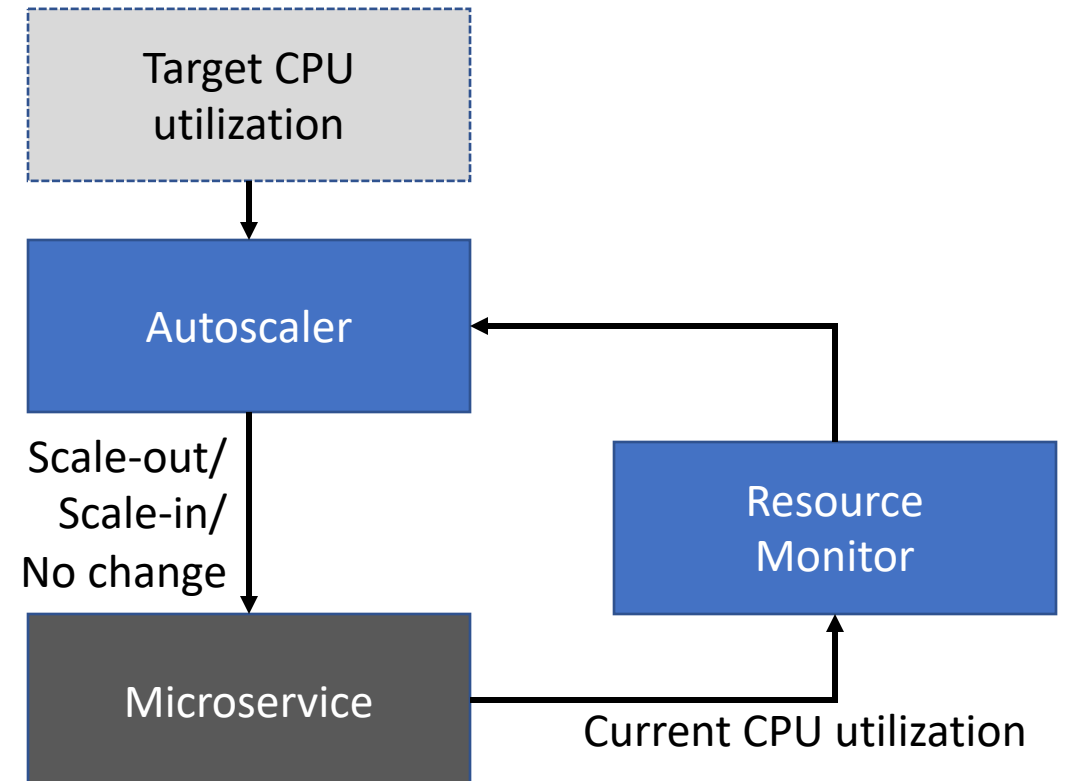 Target CPU
utilization
Autoscaler
Scale-out/
Scale-in/
No change
Resource
Monitor
Microservice
Current CPU utilization